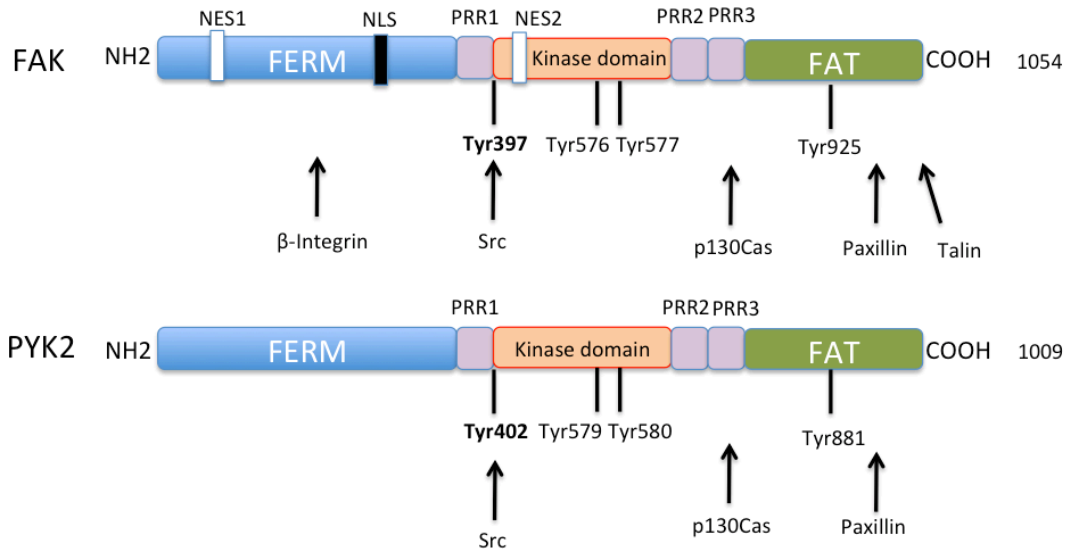 NES1 NLS PRR1 NES2 PRR2 PRR3
FAK NH2 FERM Kinase domain FAT COOH 1054
Tyr397 Tyr576 Tyr577 Tyr925
β-Integrin Src p130Cas Paxillin Talin
PRR1 PRR2 PRR3
PYK2 NH2 FERM Kinase domain FAT COOH 1009
Tyr402 Tyr579 Tyr580 Tyr881
Src p130Cas Paxillin